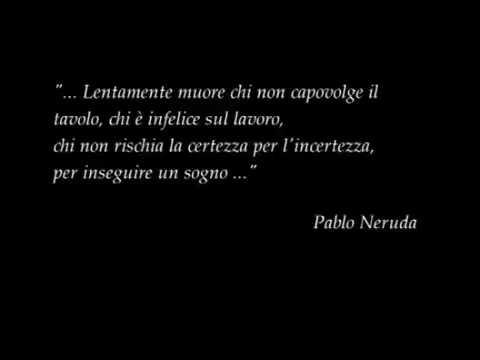 "... Lentamente muore chi non capovolge il
tavolo, chi è infelice sul lavoro,
chi non rischia la certezza per l'incertezza,
per inseguire un sogno ..."
Pablo Neruda